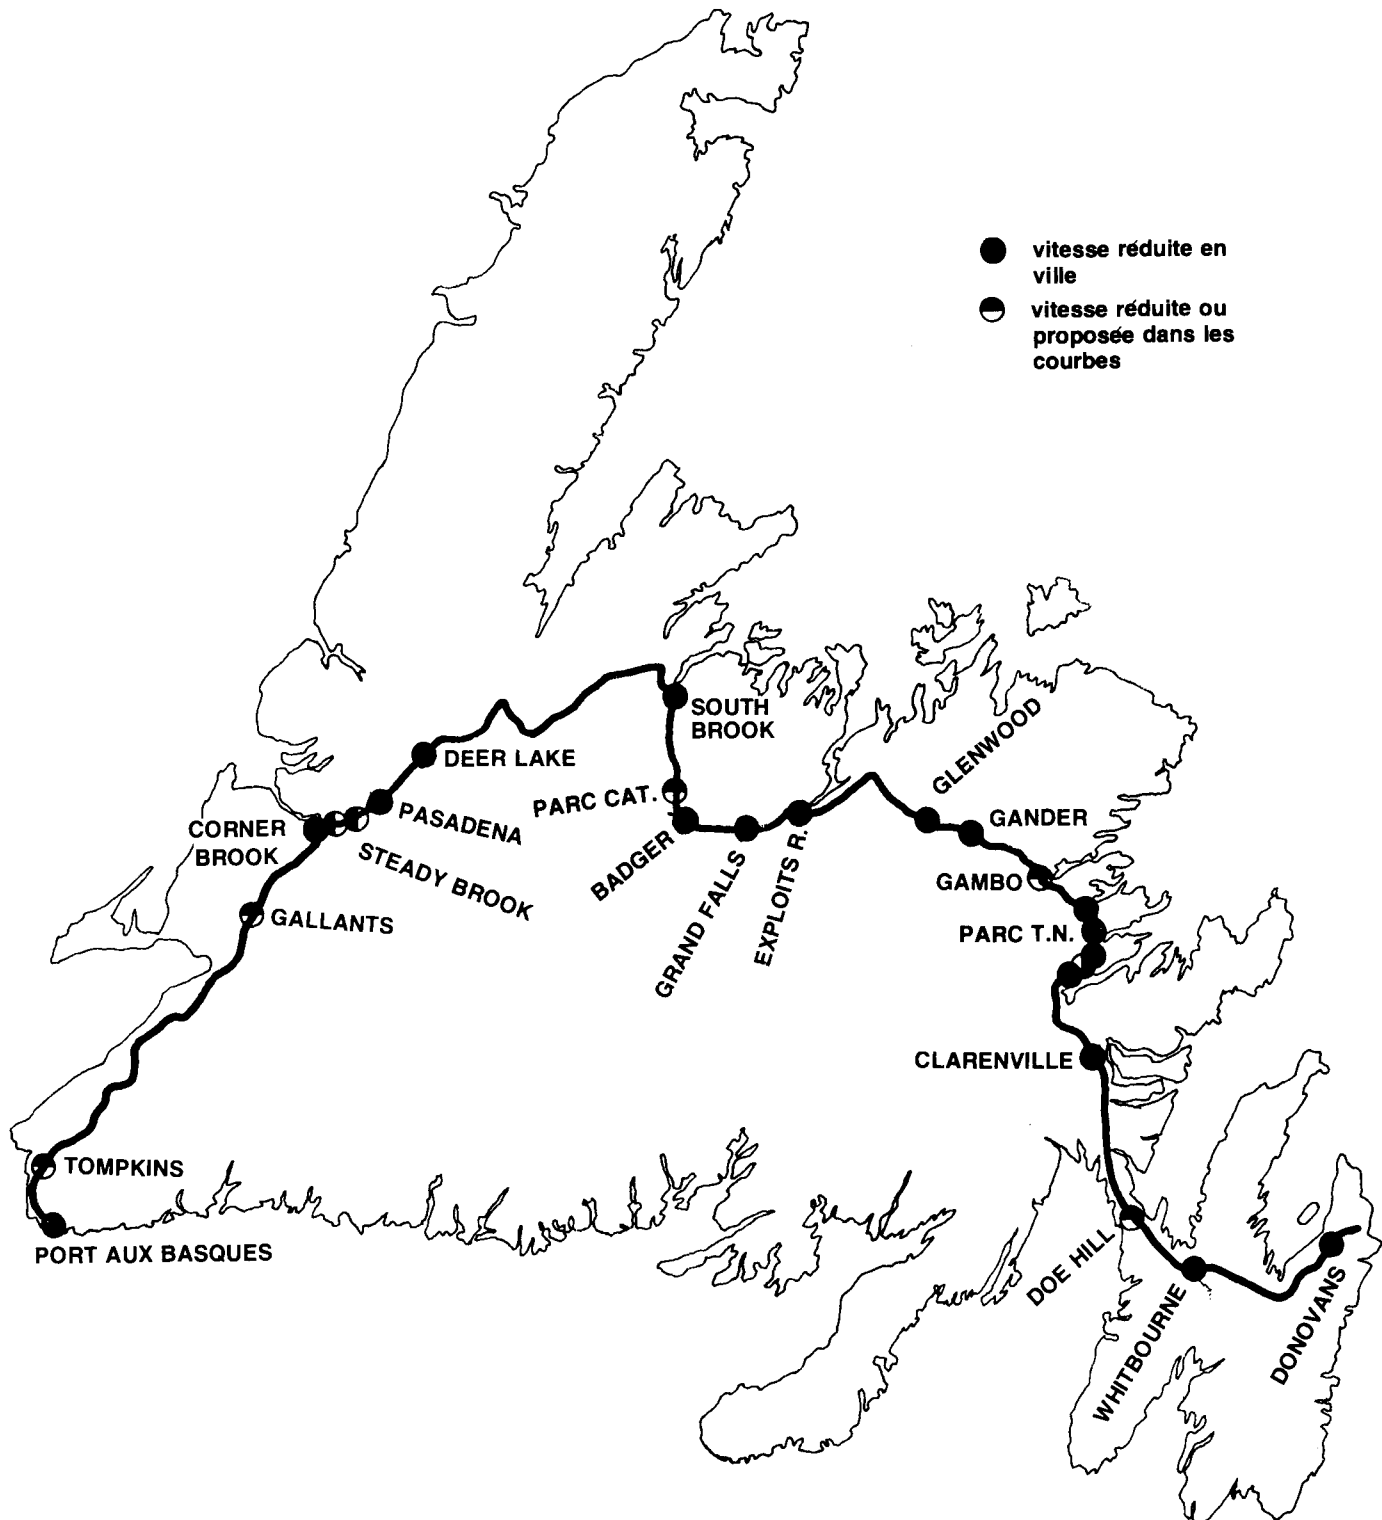 vitesse réduite en
ville
vitesse réduite ou
proposée dans les
courbes
SOUTH
BROOK
GLENWOOD
DEER LAKE
PARC CAT.
PASADENA
CORNER
BROOK
STEADY BROOK
BADGER
GRAND FALLS
EXPLOITS R.
GANDER
GAMBO
GALLANTS
PARC T.N.
CLARENVILLE
TOMPKINS
PORT AUX BASQUES
DOE HILL
WHITBOURNE
DONOVANS